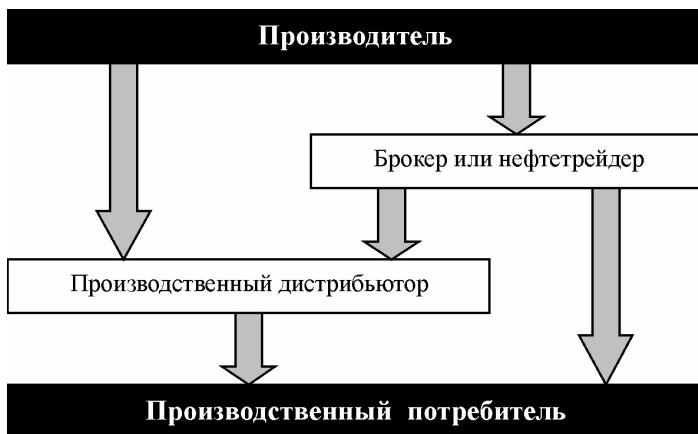 Производитель
Брокер или нефтетрейдер
Производственный дистрибьютор
Производственный потребитель